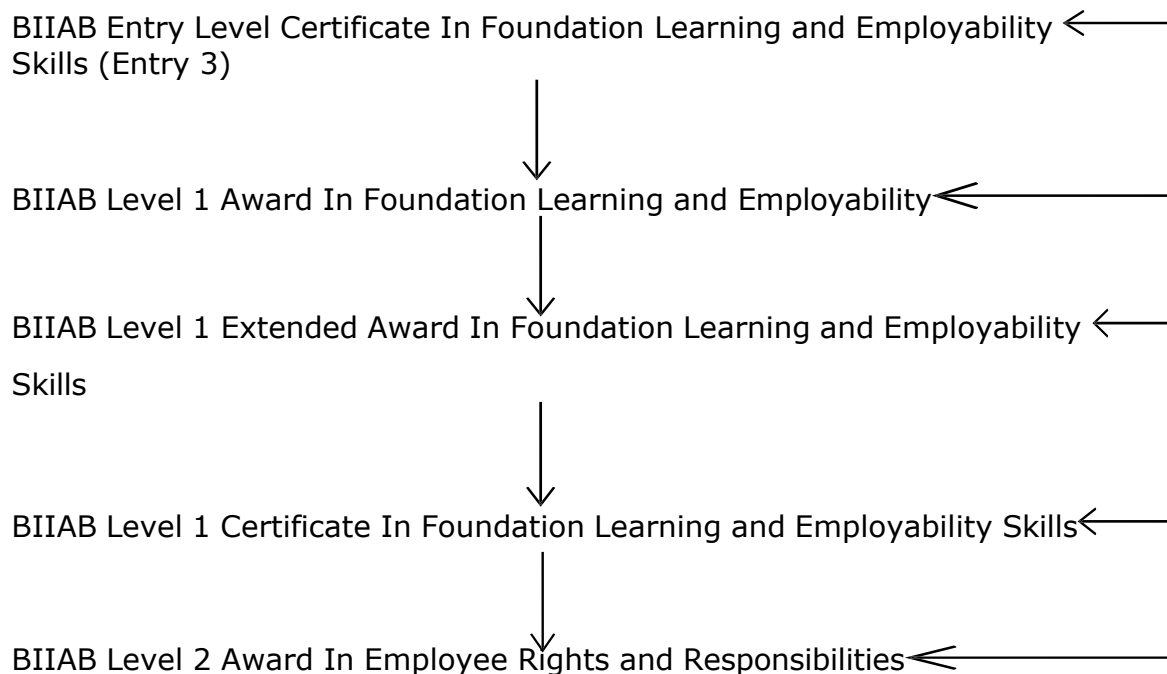 BIIAB Entry Level Certificate In Foundation Learning and Employability
Skills (Entry 3)
BIIAB Level 1 Award In Foundation Learning and Employability
BIIAB Level 1 Extended Award In Foundation Learning and Employability
Skills
BIIAB Level 1 Certificate In Foundation Learning and Employability Skills
BIIAB Level 2 Award In Employee Rights and Responsibilities